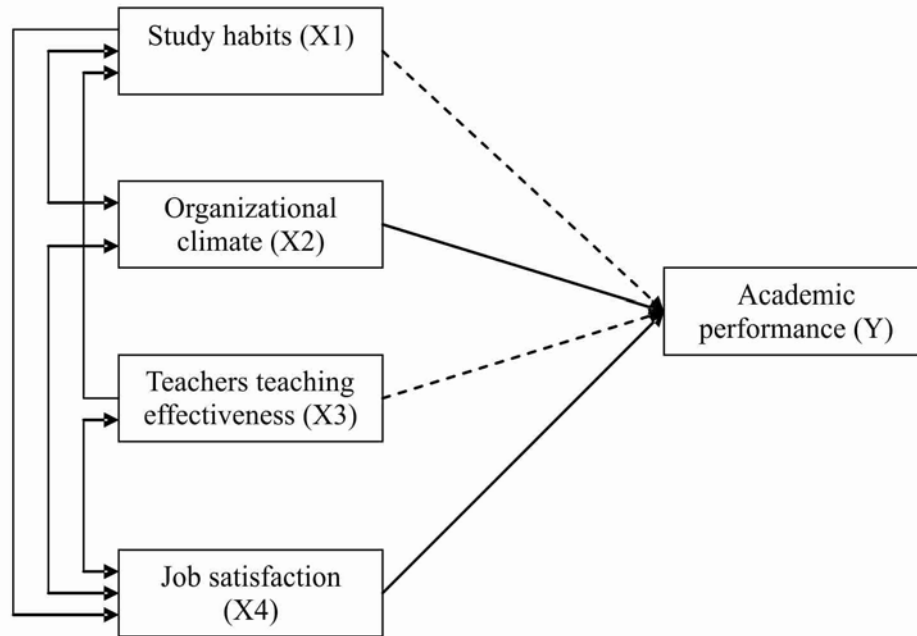 Study habits (X1)
Organizational
climate (X2)
Teachers teaching
effectiveness (X3)
Job satisfaction
(X4)
Academic
performance (Y)